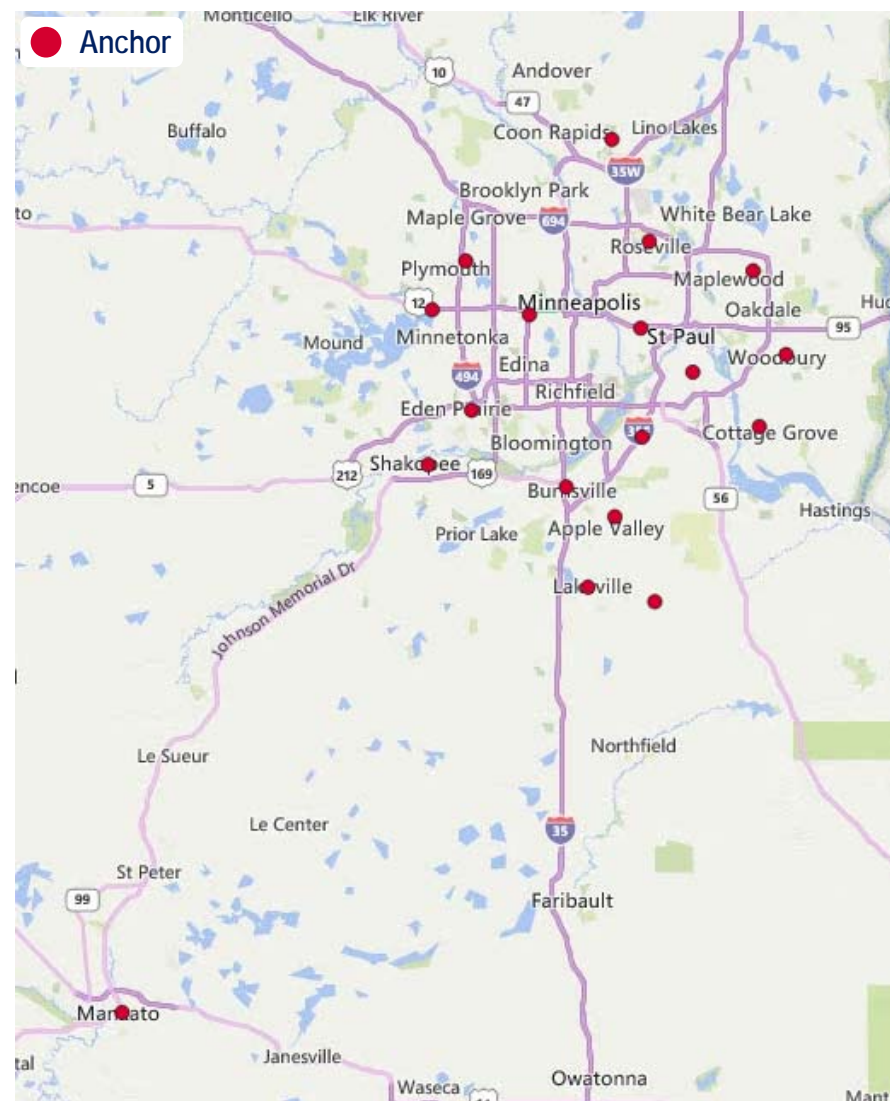 Monticello
Elk River
Anchor
10
Andover
47
Buffalo
Coon Rapids
Lino Lakes
35W
Brooklyn Park
to
Maple Grove
694
White Bear Lake
Roseville
Plymouth
Maplewood
12
Minneapolis
Oakdale
Hud
Mound
Minnetonka
St Paul
95
Edina
Woodbury
494
Richfield
Eden Prairie
Bloomington
Cottage Grove
Shakopee
212
169
encoe
5
Burnsville
56
Hastings
Prior Lake
Apple Valley
Johnson Memorial Dr
Lakeville
Northfield
Le Sueur
Le Center
35
St Peter
99
Faribault
Mankato
tal
Janesville
Owatonna
Waseca
Mant